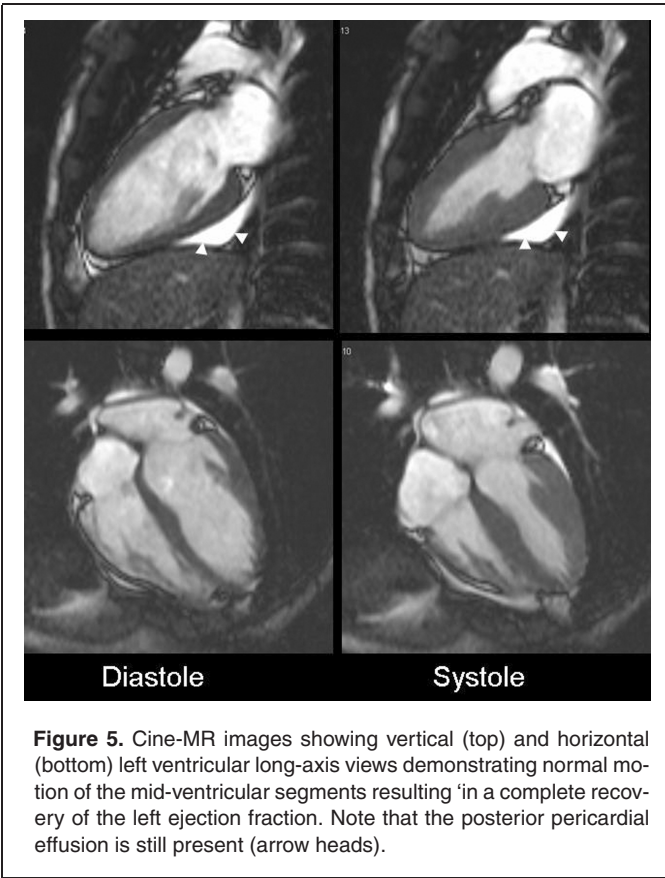 13
10
Diastole Systole
Figure 5. Cine-MR images showing vertical (top) and horizontal
(bottom) left ventricular long-axis views demonstrating normal mo-
tion of the mid-ventricular segments resulting ‘in a complete recov-
ery of the left ejection fraction. Note that the posterior pericardial
effusion is still present (arrow heads).